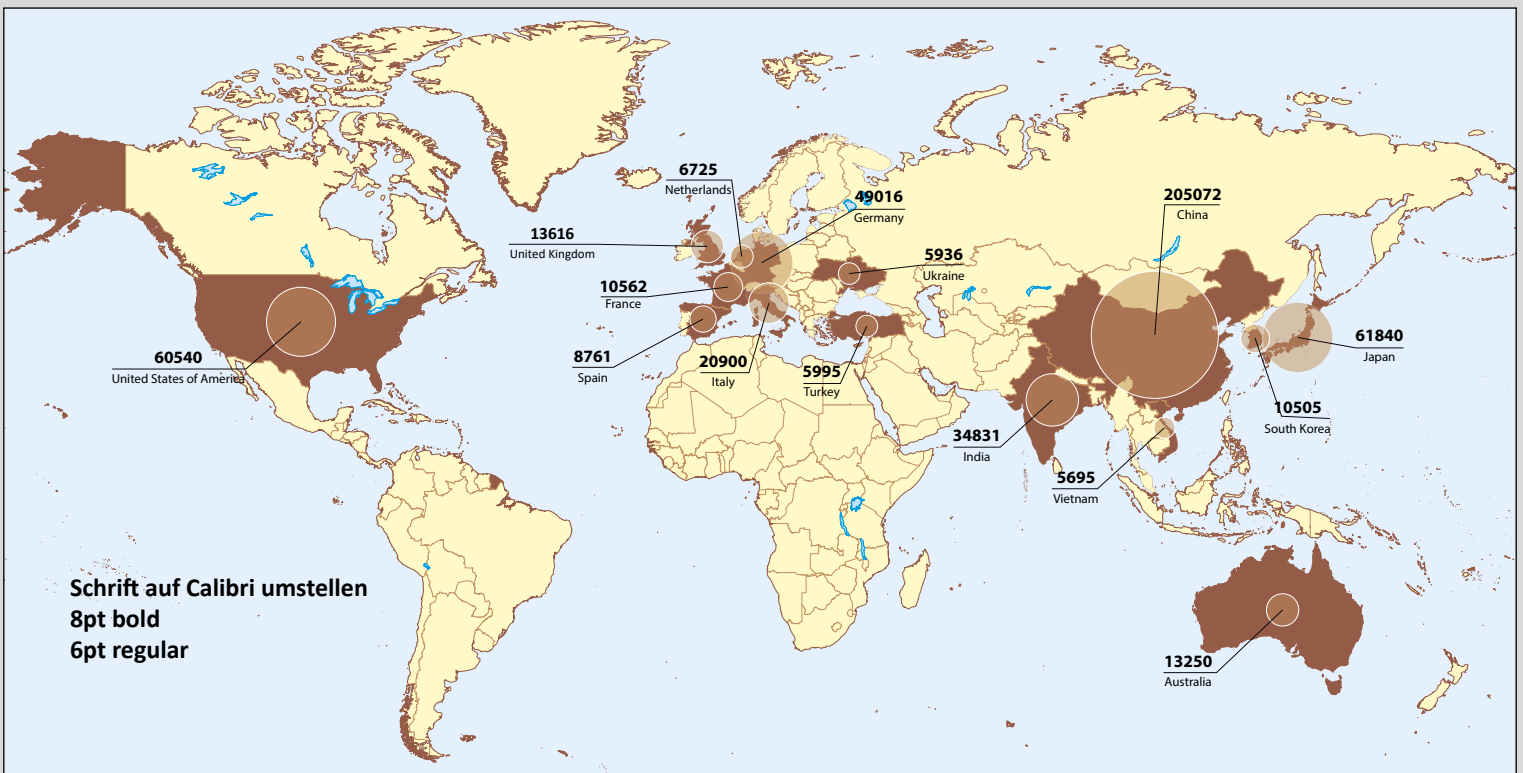 6725
Netherlands
49016
Germany
205072
China
13616
United Kingdom
5936
Ukraine
10562
France
60540
United States of America
8761
Spain
20900
Italy
5995
Turkey
61840
Japan
10505
South Korea
34831
India
5695
Vietnam
13250
Australia
Schrift auf Calibri umstellen
8pt bold
6pt regular